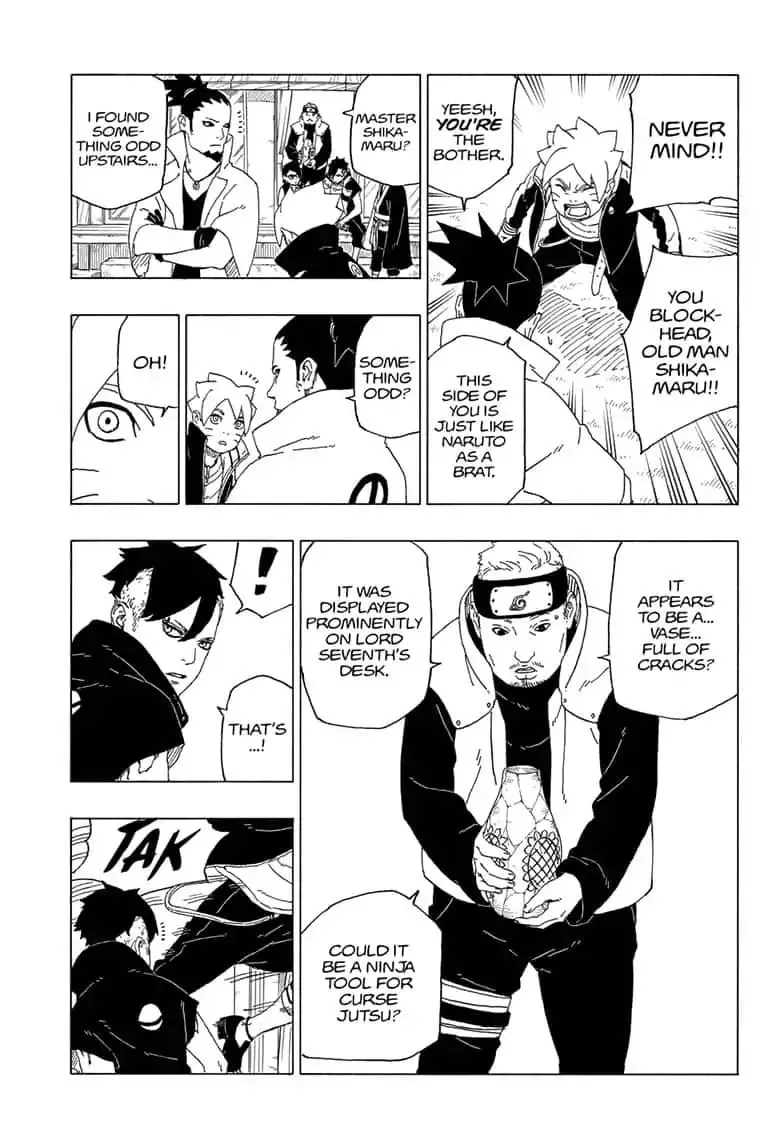 NEVER
MIND!!
YEESH,
YOU'RE
THE
BOTHER.
YOU
BLOCK-
HEAD,
OLD MAN
SHIKA-
MARU!!
THIS
SIDE OF
YOU IS
JUST LIKE
NARUTO
AS A
BRAT.
MASTER
SHIKA-
MARU?
I FOUND
SOME-
THING ODD
UPSTAIRS...
SOME-
THING
ODD?
OH!
IT
APPEARS
TO BE A...
VASE...
FULL OF
CRACKS?
IT WAS
DISPLAYED
PROMINENTLY
ON LORD
SEVENTH'S
DESK.
COULD IT
BE A NINJA
TOOL FOR
CURSE
JUTSU?
!
THAT'S
...!
TAK